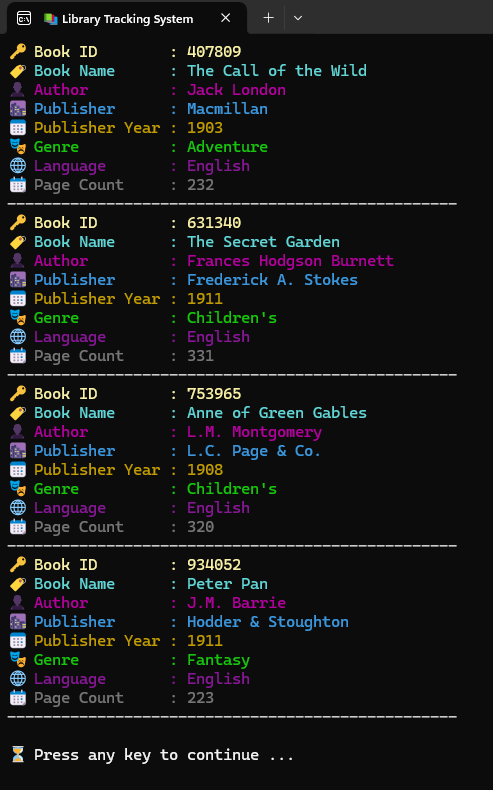 Library Tracking System
Book ID : 407809
Book Name : The Call of the Wild
Author : Jack London
Publisher : Macmillan
Publisher Year : 1903
Genre : Adventure
Language : English
Page Count : 232
Book ID : 631340
Book Name : The Secret Garden
Author : Frances Hodgson Burnett
Publisher : Frederick A. Stokes
Publisher Year : 1911
Genre : Children's
Language : English
Page Count : 331
Book ID : 753965
Book Name : Anne of Green Gables
Author : L.M. Montgomery
Publisher : L.C. Page & Co.
Publisher Year : 1908
Genre : Children's
Language : English
Page Count : 320
Book ID : 934052
Book Name : Peter Pan
Author : J.M. Barrie
Publisher : Hodder & Stoughton
Publisher Year : 1911
Genre : Fantasy
Language : English
Page Count : 223
Press any key to continue ...